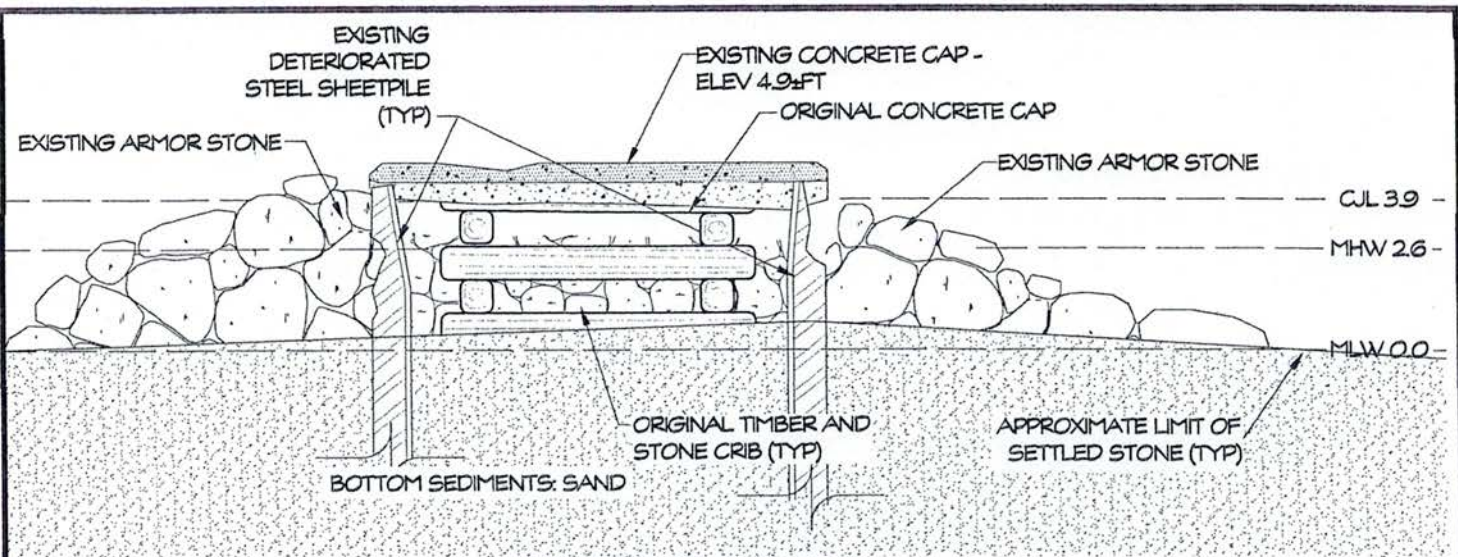 EXISTING
DETERIORATED
STEEL SHEETPILE
(TYP)
EXISTING CONCRETE CAP -
ELEV 4.9±FT
ORIGINAL CONCRETE CAP
EXISTING ARMOR STONE
EXISTING ARMOR STONE
CJL 3.9
MHW 2.6
MLW 0.0
ORIGINAL TIMBER AND
STONE CRIB (TYP)
APPROXIMATE LIMIT OF
SETTLED STONE (TYP)
BOTTOM SEDIMENTS: SAND